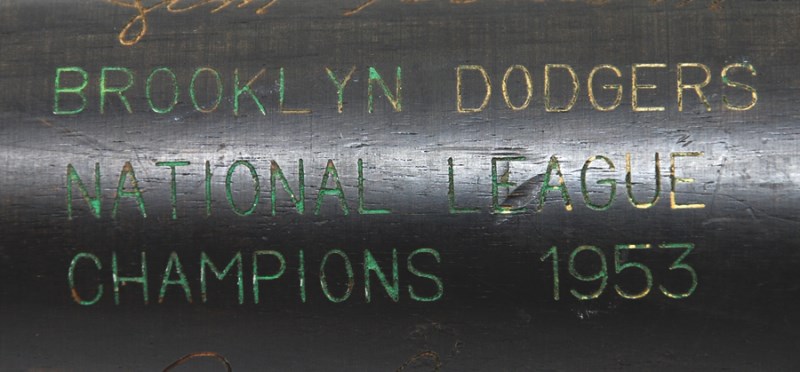 BROOKLYN DODGERS
NATIONAL LEAGUE
CHAMPIONS 1953